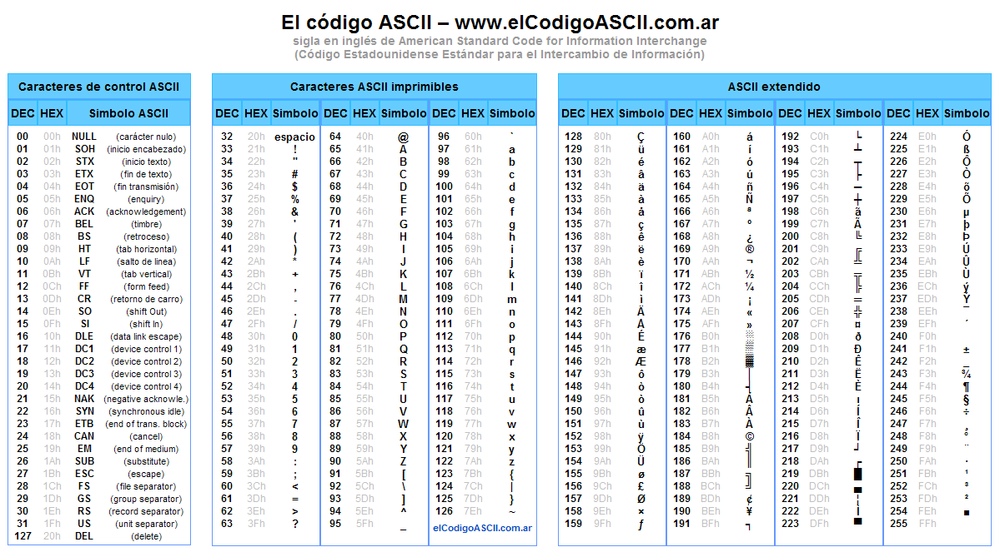 El código ASCII – www.elCodigoASCII.com.ar
sigla en inglés de American Standard Code for Information Interchange
(Código Estadounidense Estándar para el Intercambio de Información)
Caracteres de control ASCII
DEC HEX Simbolo ASCII
00 00h NULL (carácter nulo)
01 01h SOH (inicio encabezado)
02 02h STX (inicio texto)
03 03h ETX (fin de texto)
04 04h EOT (fin transmisión)
05 05h ENQ (enquiry)
06 06h ACK (acknowledgement)
07 07h BEL (timbre)
08 08h BS (retroceso)
09 09h HT (tab horizontal)
10 0Ah LF (salto de linea)
11 0Bh VT (tab vertical)
12 0Ch FF (form feed)
13 0Dh CR (retorno de carro)
14 0Eh SO (shift Out)
15 0Fh SI (shift In)
16 10h DLE (data link escape)
17 11h DC1 (device control 1)
18 12h DC2 (device control 2)
19 13h DC3 (device control 3)
20 14h DC4 (device control 4)
21 15h NAK (negative acknowle.)
22 16h SYN (synchronous idle)
23 17h ETB (end of trans. block)
24 18h CAN (cancel)
25 19h EM (end of medium)
26 1Ah SUB (substitute)
27 1Bh ESC (escape)
28 1Ch FS (file separator)
29 1Dh GS (group separator)
30 1Eh RS (record separator)
31 1Fh US (unit separator)
127 20h DEL (delete)
Caracteres ASCII imprimibles
DEC HEX Simbolo DEC HEX Simbolo DEC HEX Simbolo
32 20h espacio 64 40h @ 96 60h `
33 21h ! 65 41h A 97 61h a
34 22h " 66 42h B 98 62h b
35 23h # 67 43h C 99 63h c
36 24h $ 68 44h D 100 64h d
37 25h % 69 45h E 101 65h e
38 26h & 70 46h F 102 66h f
39 27h ' 71 47h G 103 67h g
40 28h ( 72 48h H 104 68h h
41 29h ) 73 49h I 105 69h i
42 2Ah * 74 4Ah J 106 6Ah j
43 2Bh + 75 4Bh K 107 6Bh k
44 2Ch , 76 4Ch L 108 6Ch l
45 2Dh - 77 4Dh M 109 6Dh m
46 2Eh . 78 4Eh N 110 6Eh n
47 2Fh / 79 4Fh O 111 6Fh o
48 30h 0 80 50h P 112 70h p
49 31h 1 81 51h Q 113 71h q
50 32h 2 82 52h R 114 72h r
51 33h 3 83 53h S 115 73h s
52 34h 4 84 54h T 116 74h t
53 35h 5 85 55h U 117 75h u
54 36h 6 86 56h V 118 76h v
55 37h 7 87 57h W 119 77h w
56 38h 8 88 58h X 120 78h x
57 39h 9 89 59h Y 121 79h y
58 3Ah : 90 5Ah Z 122 7Ah z
59 3Bh ; 91 5Bh [ 123 7Bh {
60 3Ch < 92 5Ch \ 124 7Ch |
61 3Dh = 93 5Dh ] 125 7Dh }
62 3Eh > 94 5Eh ^ 126 7Eh ~
63 3Fh ? 95 5Fh _ elCodigoASCII.com.ar
ASCII extendido
DEC HEX Simbolo DEC HEX Simbolo DEC HEX Simbolo DEC HEX Simbolo
128 80h Ç 160 A0h á 192 C0h └ 224 E0h Ó
129 81h ü 161 A1h í 193 C1h ┴ 225 E1h ß
130 82h é 162 A2h ó 194 C2h ┬ 226 E2h Ô
131 83h â 163 A3h ú 195 C3h ├ 227 E3h Ò
132 84h ä 164 A4h ñ 196 C4h ─ 228 E4h õ
133 85h à 165 A5h Ñ 197 C5h ┼ 229 E5h Õ
134 86h å 166 A6h ª 198 C6h ã 230 E6h µ
135 87h ç 167 A7h º 199 C7h Ã 231 E7h þ
136 88h ê 168 A8h ¿ 200 C8h ╚ 232 E8h Þ
137 89h ë 169 A9h ® 201 C9h ╔ 233 E9h Ú
138 8Ah è 170 AAh ¬ 202 CAh ╩ 234 EAh Û
139 8Bh ï 171 ABh ½ 203 CBh ╦ 235 EBh Ù
140 8Ch î 172 ACh ¼ 204 CCh ╠ 236 ECh ý
141 8Dh ì 173 ADh ¡ 205 CDh ═ 237 EDh Ý
142 8Eh Ä 174 AEh « 206 CEh ╬ 238 EEh ¯
143 8Fh Å 175 AFh » 207 CFh ¤ 239 EFh ´
144 90h É 176 B0h ░ 208 D0h ð 240 F0h
145 91h æ 177 B1h ▒ 209 D1h Ð 241 F1h ±
146 92h Æ 178 B2h ▓ 210 D2h Ê 242 F2h _
147 93h ô 179 B3h │ 211 D3h Ë 243 F3h ¾
148 94h ö 180 B4h ┤ 212 D4h È 244 F4h ¶
149 95h ò 181 B5h Á 213 D5h ı 245 F5h §
150 96h û 182 B6h Â 214 D6h Í 246 F6h ÷
151 97h ù 183 B7h À 215 D7h Î 247 F7h ¸
152 98h ÿ 184 B8h © 216 D8h Ï 248 F8h °
153 99h Ö 185 B9h ╣ 217 D9h ┘ 249 F9h ¨
154 9Ah Ü 186 BAh ║ 218 DAh ┌ 250 FAh ·
155 9Bh ø 187 BBh ╗ 219 DBh █ 251 FBh ¹
156 9Ch £ 188 BCh ╝ 220 DCh ▄ 252 FCh ³
157 9Dh Ø 189 BDh ¢ 221 DDh ¦ 253 FDh ²
158 9Eh × 190 BEh ¥ 222 DEh Ì 254 FEh ■
159 9Fh ƒ 191 BFh ┐ 223 DFh ▀ 255 FFh